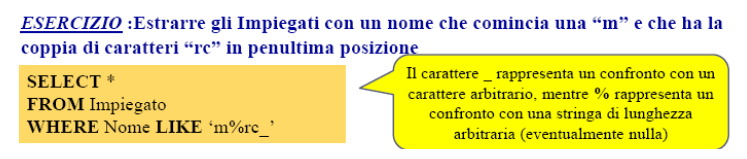 ESERCIZIO :Estrarre gli Impiegati con un nome che comincia una “m” e che ha la
coppia di caratteri “rc” in penultima posizione
SELECT *
FROM Impiegato
WHERE Nome LIKE ‘m%rc_’
Il carattere _ rappresenta un confronto con un
carattere arbitrario, mentre % rappresenta un
confronto con una stringa di lunghezza
arbitraria (eventualmente nulla)